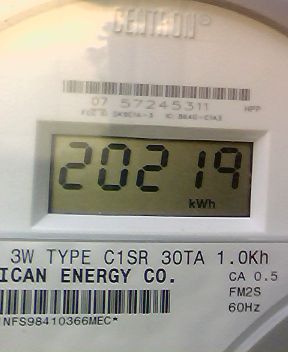 CENTRON®
07 57245311 HPP
20219
kWh
3W TYPE C1SR 30TA 1.0Kh
ICAN ENERGY CO. CA 0.5
FM2S
NFS98410366MEC* 60Hz